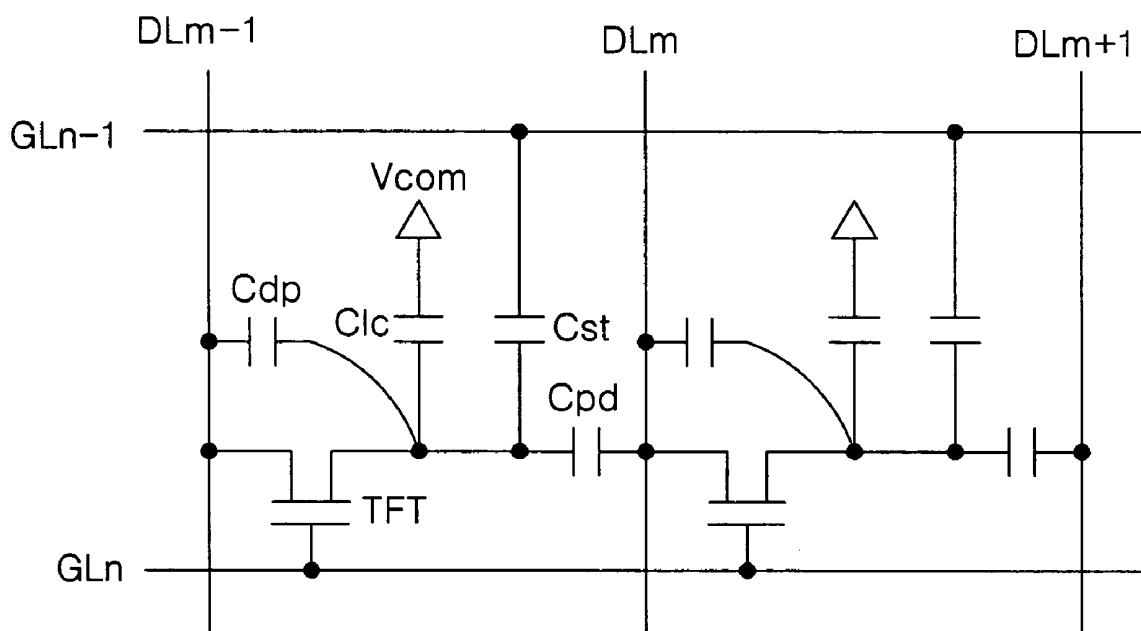 DLm-1
DLm
DLm+1
GLn-1
Vcom
Cdp
Clc
Cst
Cpd
TFT
GLn